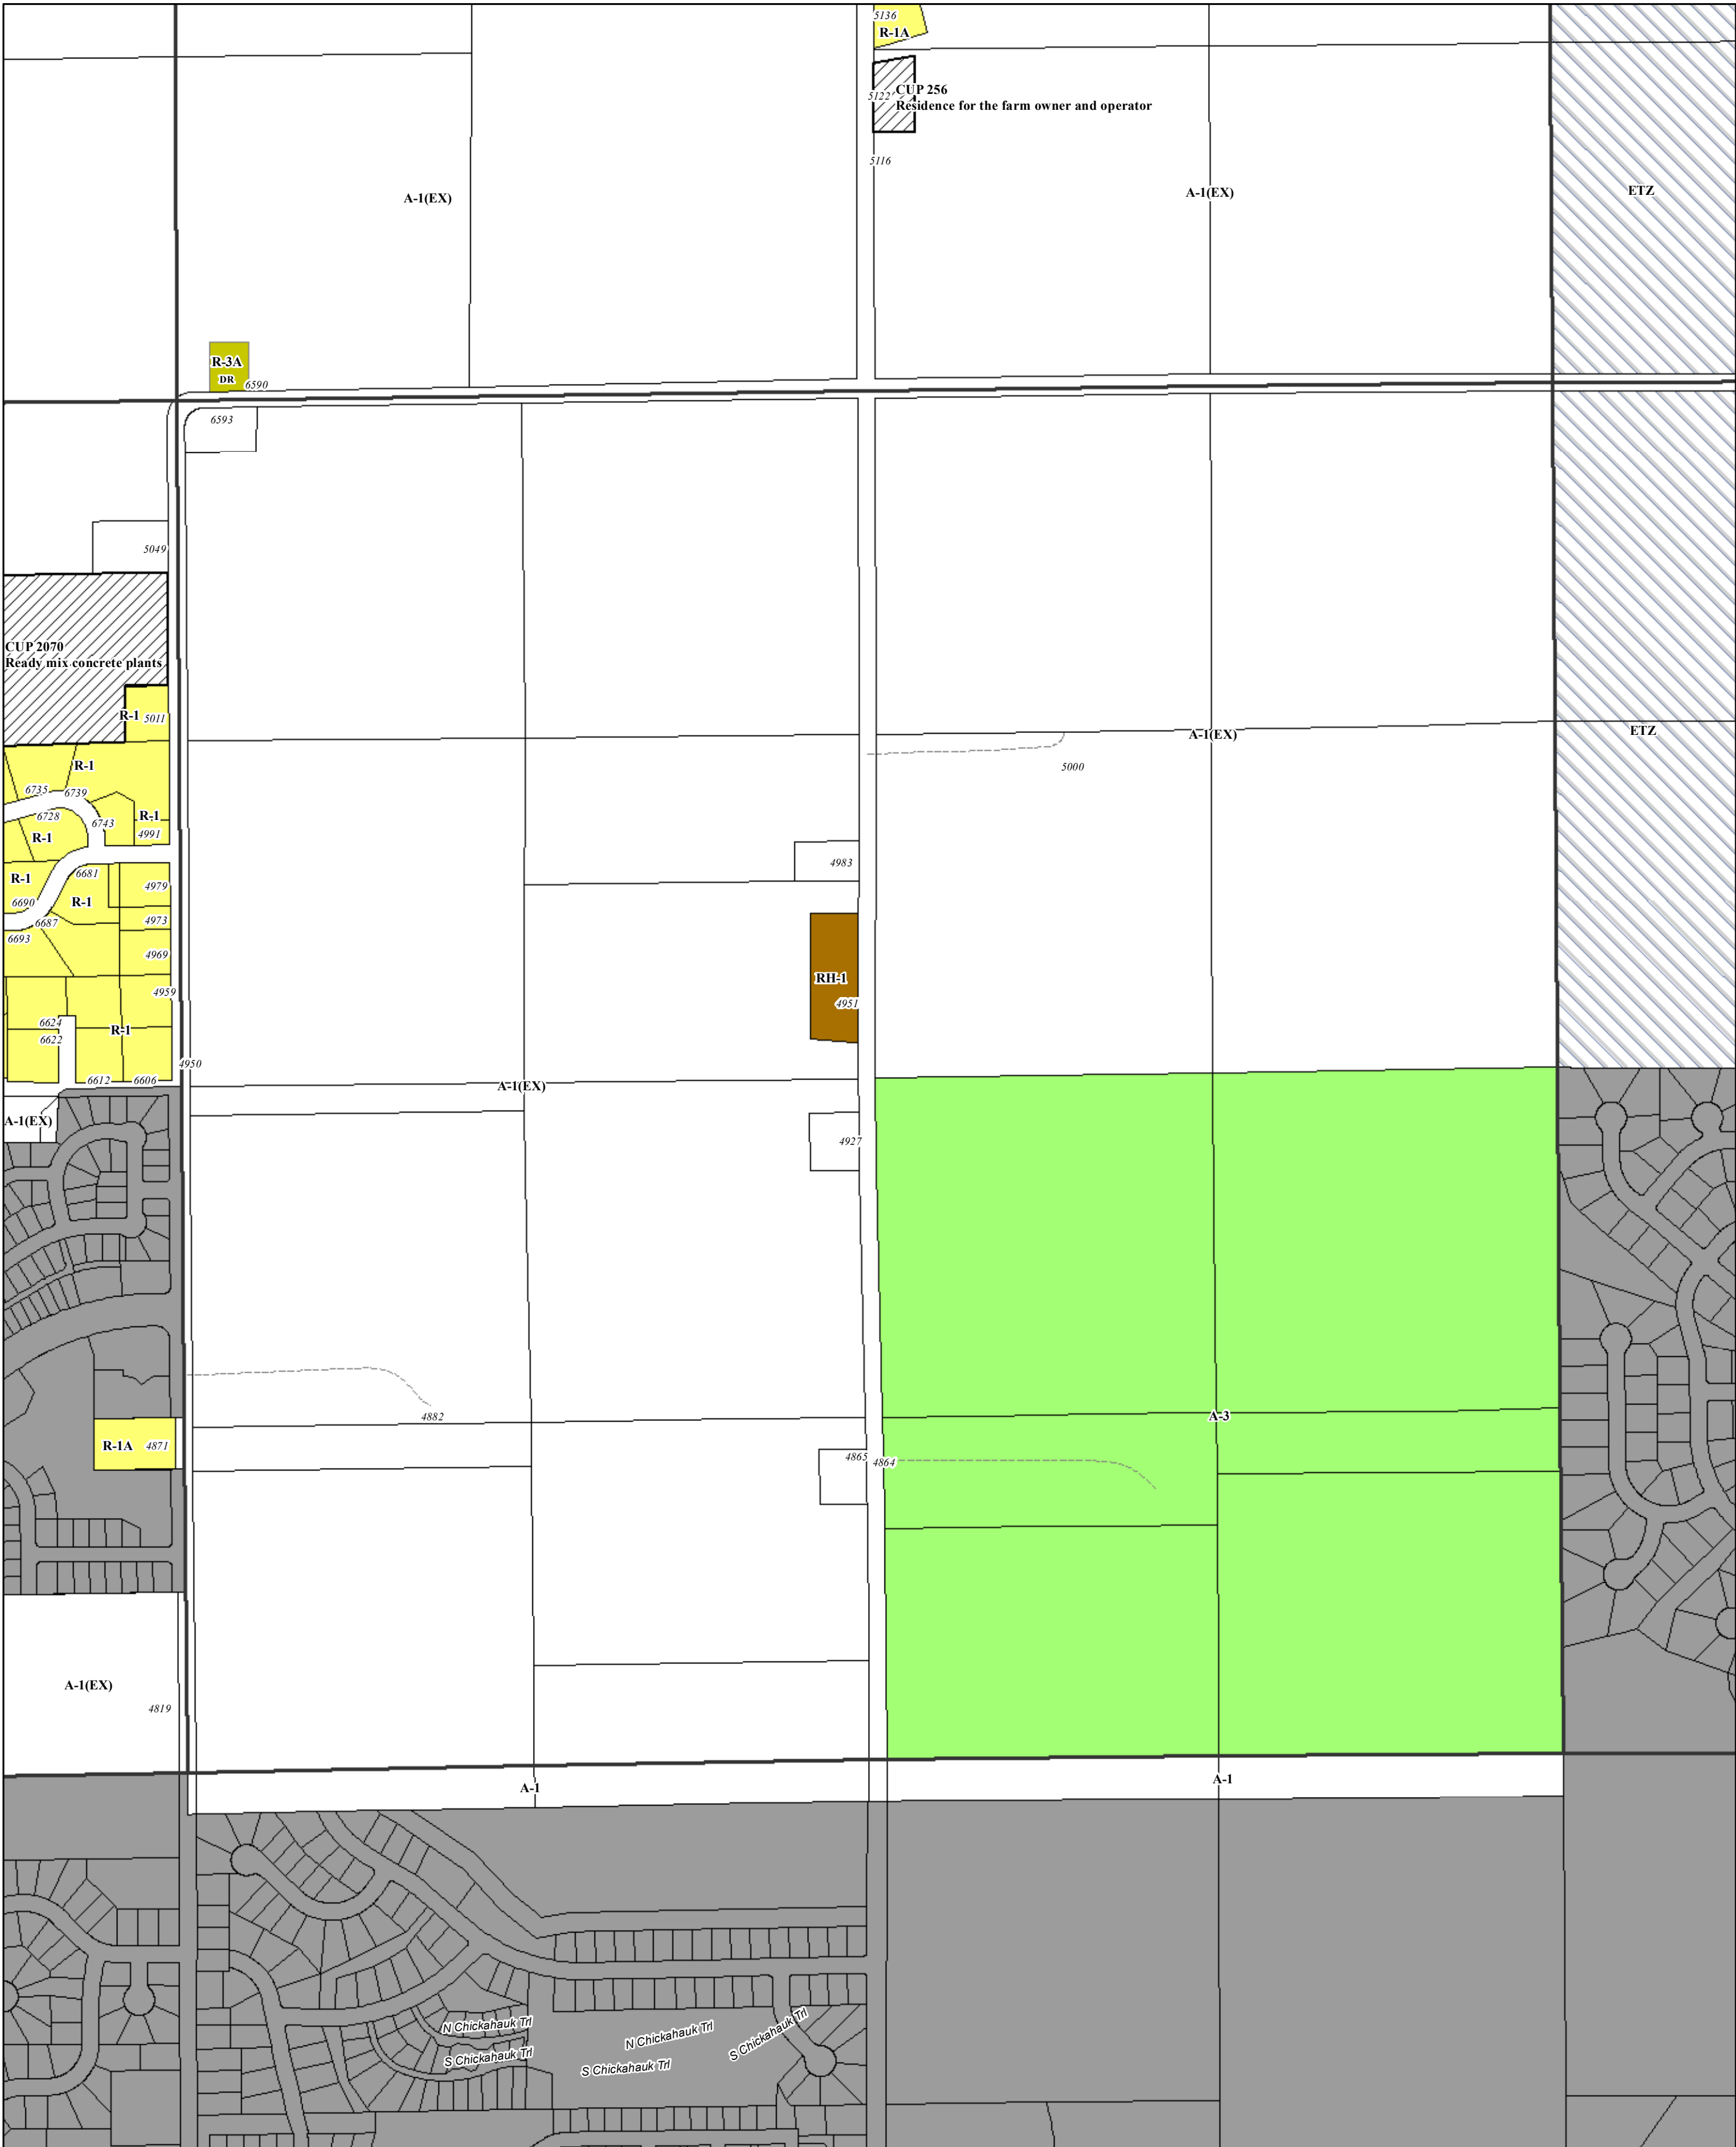 5136
R-1A
5122
CUP 256
Residence for the farm owner and operator
5116
A-1(EX)
A-1(EX)
ETZ
R-3A
DR
6590
6593
5049
CUP 2070
Ready mix concrete plants
R-1
5011
A-1(EX)
ETZ
R-1
5000
6735
6739
6728
6743
R-1
4991
R-1
4983
R-1
6681
4979
6690
R-1
4973
6687
6693
4969
RH-1
4959
4951
6624
R-1
6622
4950
6612
6606
A-1(EX)
A-1(EX)
4927
4882
A-3
R-1A
4871
4865
4864
A-1(EX)
4819
A-1
A-1
N Chickahauk Trl
N Chickahauk Trl
S Chickahauk Trl
S Chickahauk Trl
S Chickahauk Trl